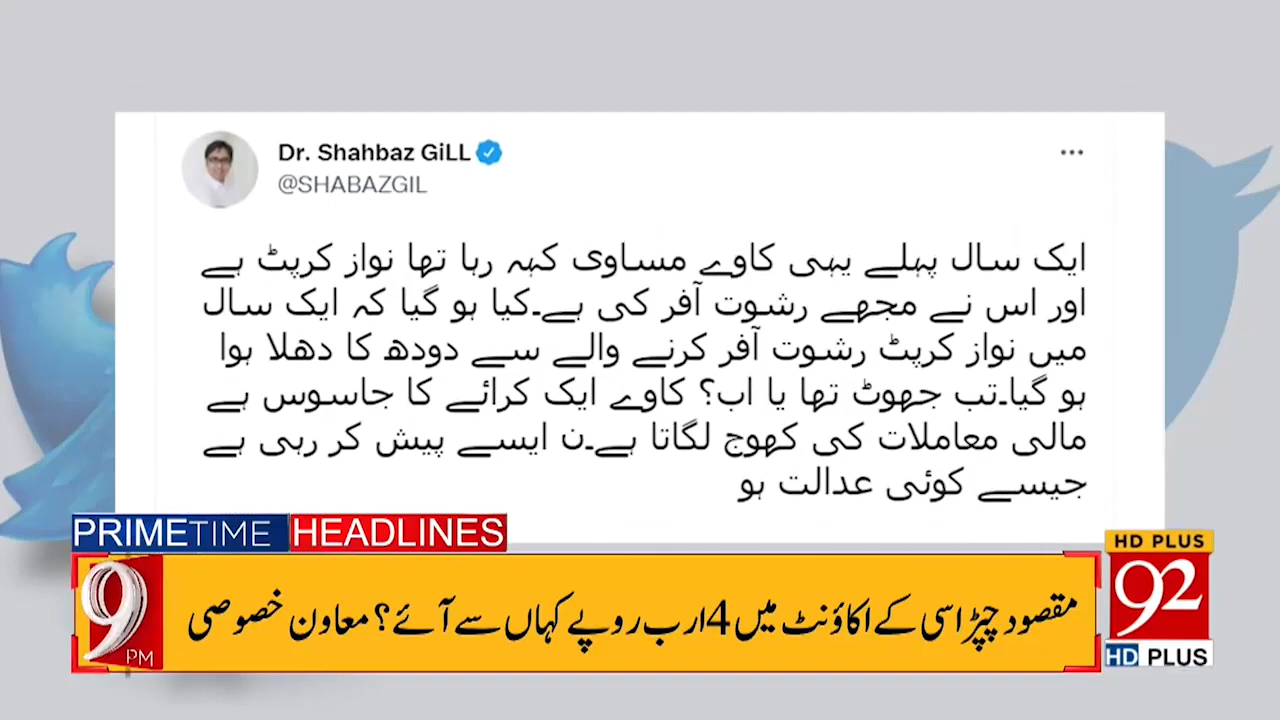 Dr. Shahbaz GiLL
@SHABAZGIL
ایک سال پہلے یہی کاوے مساوی کہہ رہا تھا نواز کرپٹ ہے
اور اس نے مجھے رشوت آفر کی ہے۔کیا ہو گیا کہ ایک سال
میں نواز کرپٹ رشوت آفر کرنے والے سے دودھ کا دھلا ہوا
ہو گیا۔تب جھوٹ تھا یا اب؟ کاوے ایک کرائے کا جاسوس ہے
مالی معاملات کی کھوج لگاتا ہے۔ن ایسے پیش کر رہی ہے
جیسے کوئی عدالت ہو
PRIMETIME HEADLINES
9 PM
مقصود چپڑاسی کے اکاؤنٹ میں 4ارب روپے کہاں سے آئے؟ معاون خصوصی
HD PLUS
92
HD PLUS